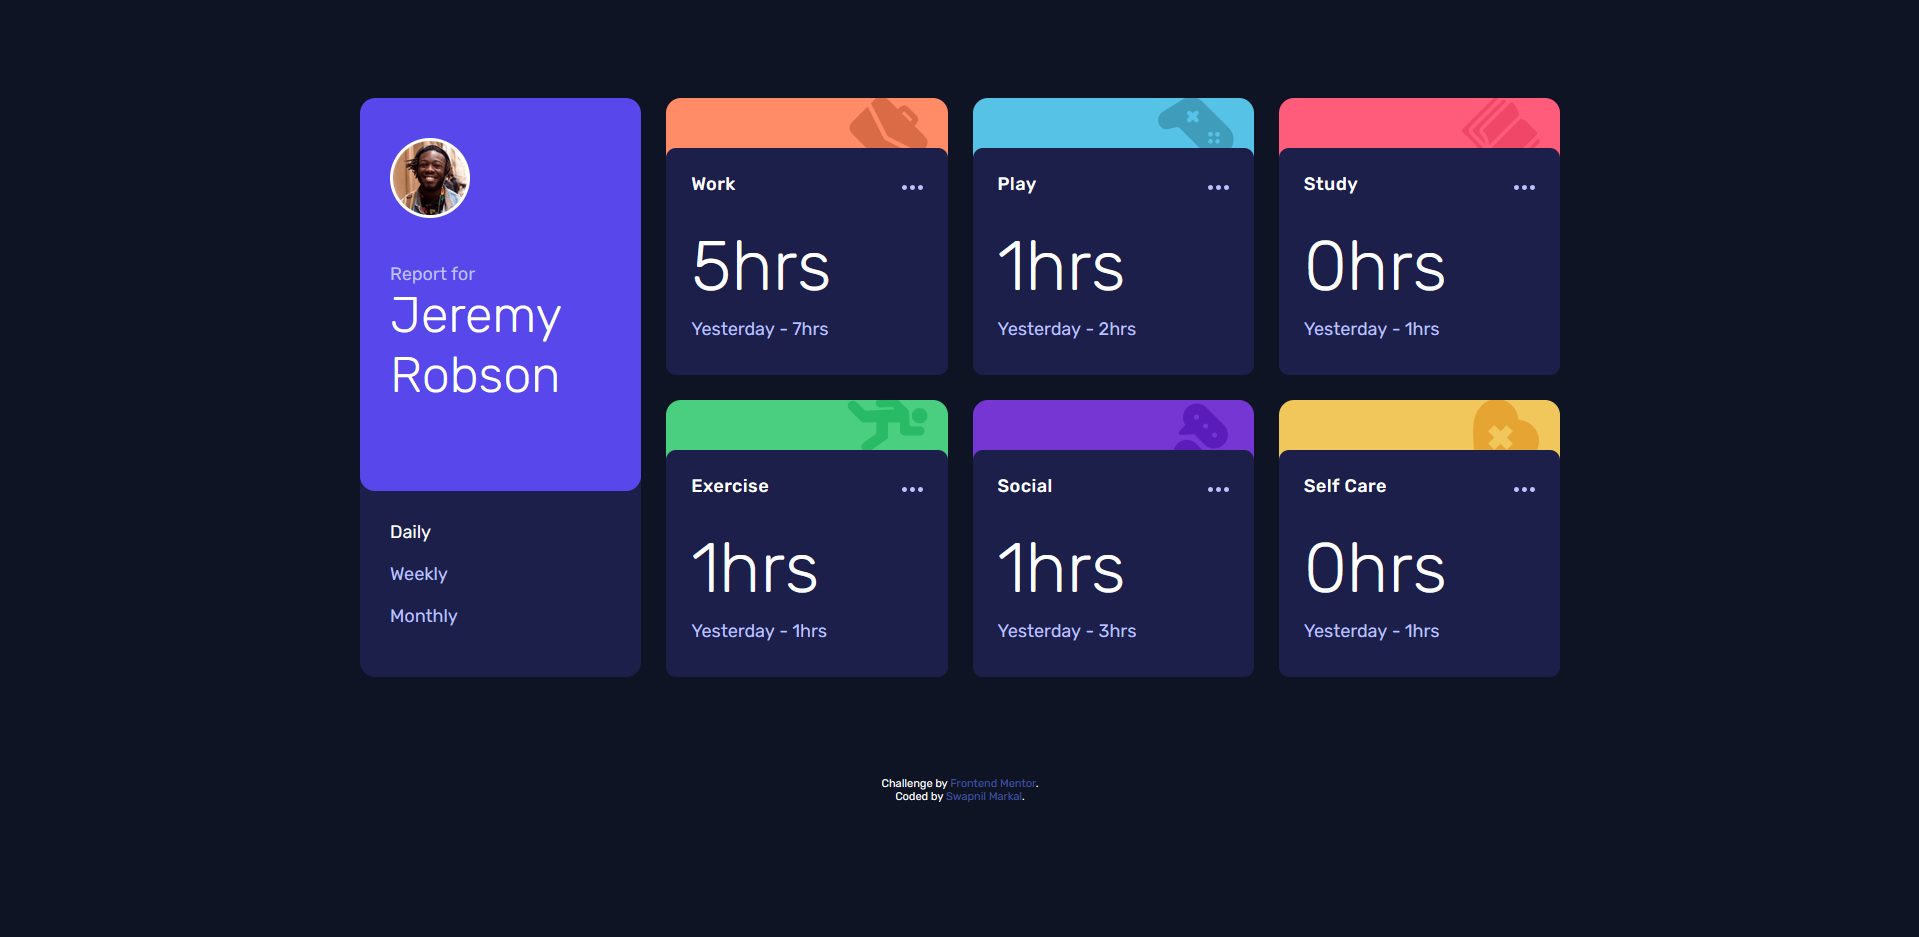 Report for
Jeremy
Robson
Daily
Weekly
Monthly
Work
5hrs
Yesterday - 7hrs
Play
1hrs
Yesterday - 2hrs
Study
0hrs
Yesterday - 1hrs
Exercise
1hrs
Yesterday - 1hrs
Social
1hrs
Yesterday - 3hrs
Self Care
0hrs
Yesterday - 1hrs
Challenge by Frontend Mentor.
Coded by Swapnil Markal.